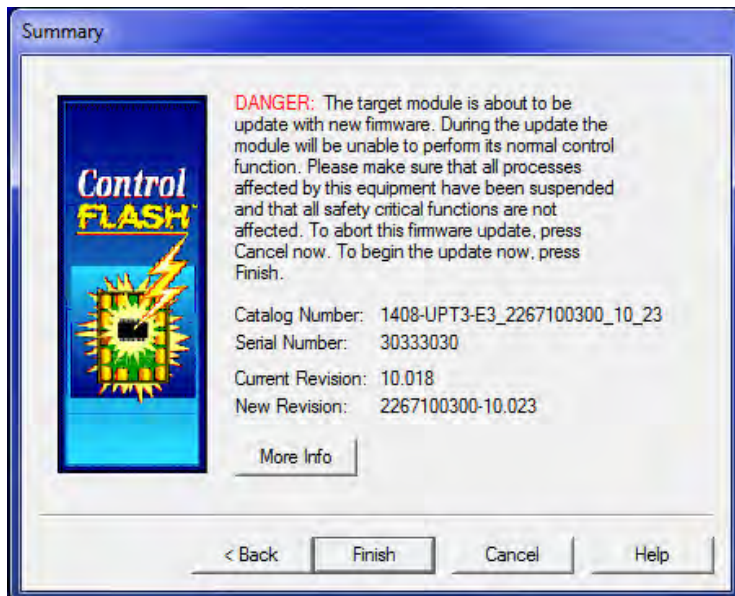 Summary
Control
FLASH
DANGER: The target module is about to be
update with new firmware. During the update the
module will be unable to perform its normal control
function. Please make sure that all processes
affected by this equipment have been suspended
and that all safety critical functions are not
affected. To abort this firmware update, press
Cancel now. To begin the update now, press
Finish.
Catalog Number: 1408-UPT3-E3_2267100300_10_23
Serial Number: 30333030
Current Revision: 10.018
New Revision: 2267100300-10.023
More Info
< Back Finish Cancel Help